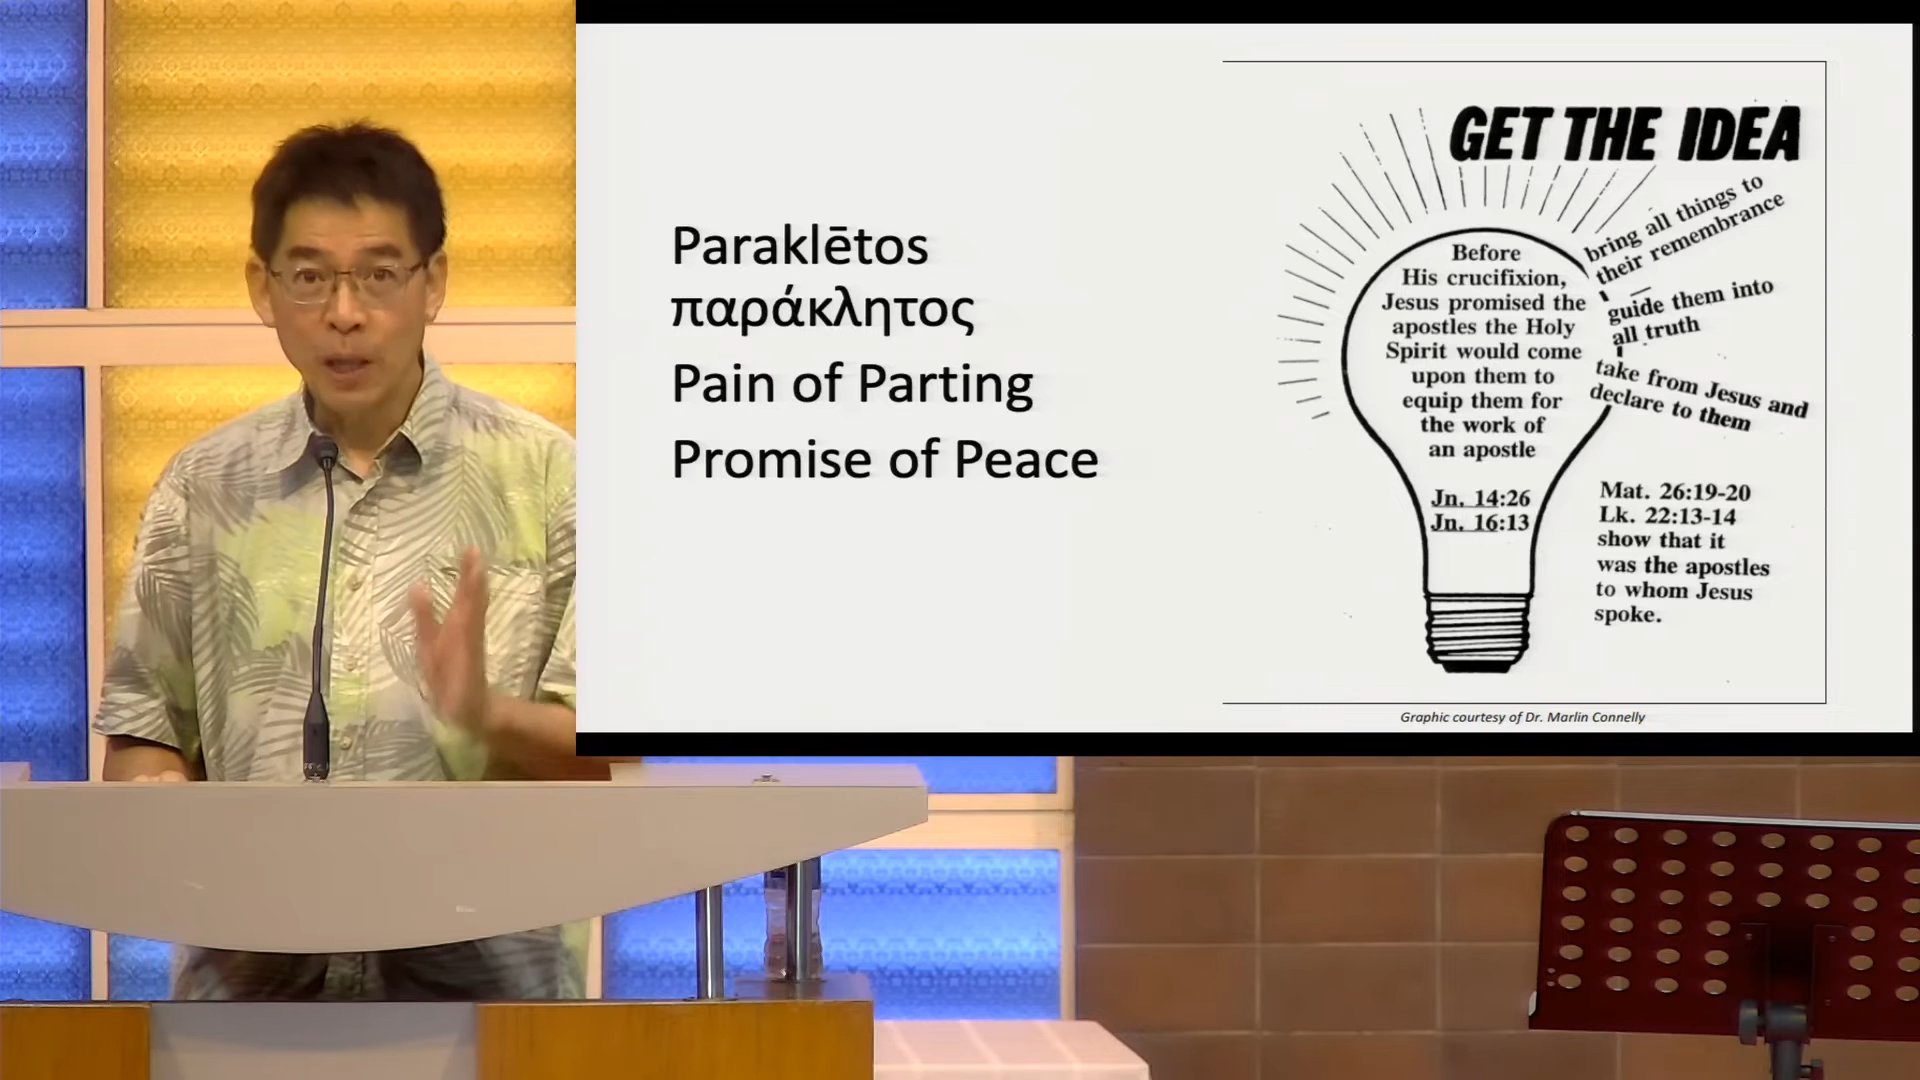 Paraklētos
παράκλητος
Pain of Parting
Promise of Peace
GET THE IDEA
Before
His crucifixion,
Jesus promised the
apostles the Holy
Spirit would come
upon them to
equip them for
the work of
an apostle
Jn. 14:26
Jn. 16:13
bring all things to
their remembrance
guide them into
all truth
take from Jesus and
declare to them
Mat. 26:19-20
Lk. 22:13-14
show that it
was the apostles
to whom Jesus
spoke.
Graphic courtesy of Dr. Marlin Connelly